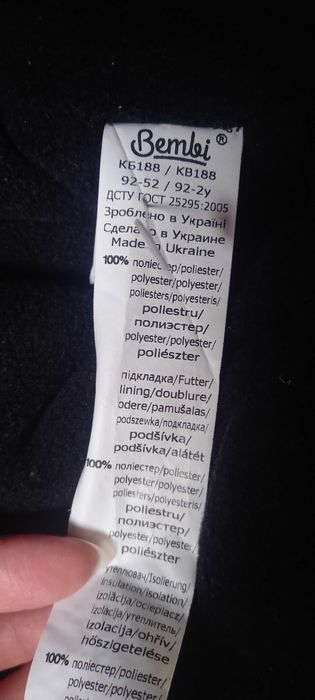 Bembi ®
КБ188 / KB188
92-52 / 92-2y
ДСТУ ГОСТ 25295:2005
Зроблено в Україні
Сделано в Украине
Made in Ukraine
100% поліестер/poliester/
polyester/polyester/
poliesters/polyesteris/
poliestru/
полиэстер/
polyester/polyester/
poliészter
підкладка/Futter/
lining/doublure/
odere/pamušalas/
podszewka/подкладка/
podšívka/
podšívka/alátét
100% поліестер/poliester/
polyester/polyester/
poliesters/polyesteris/
poliestru/
полиэстер/
polyester/polyester/
poliészter
утеплювач/Isolierung/
insulation/isolation/
izolācija/ocieplacz/
izoliacija/утеплитель/
izolacija/ohřív/
hőszigetelése
100% поліестер/poliester/
polyester/polyester/